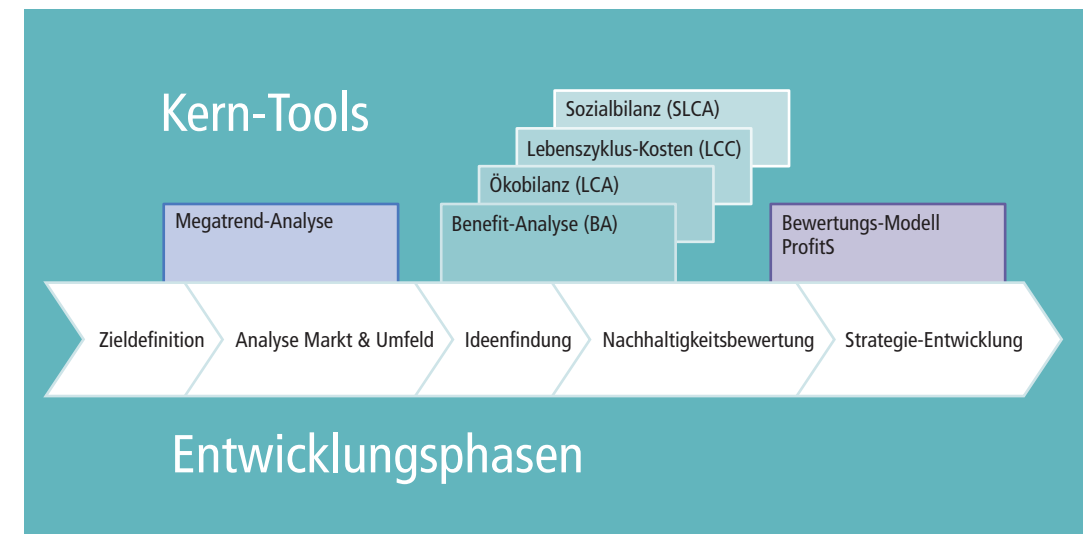 Kern-Tools
Sozialbilanz (SLCA)
Lebenszyklus-Kosten (LCC)
Ökobilanz (LCA)
Megatrend-Analyse
Benefit-Analyse (BA)
Bewertungs-Modell
ProfitS
Zieldefinition
Analyse Markt & Umfeld
Ideenfindung
Nachhaltigkeitsbewertung
Strategie-Entwicklung
Entwicklungsphasen